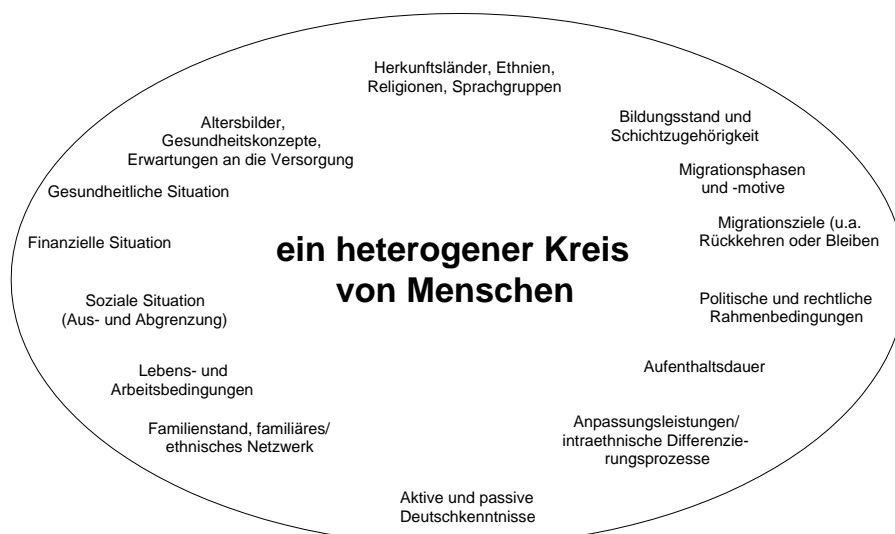 Herkunftsländer, Ethnien,
Religionen, Sprachgruppen
Bildungsstand und
Schichtzugehörigkeit
Migrationsphasen
und -motive
Migrationsziele (u.a.
Rückkehren oder Bleiben
Politische und rechtliche
Rahmenbedingungen
Aufenthaltsdauer
Anpassungsleistungen/
intraethnische Differenzie-
rungsprozesse
Aktive und passive
Deutschkenntnisse
Familienstand, familiäres/
ethnisches Netzwerk
Lebens- und
Arbeitsbedingungen
Soziale Situation
(Aus- und Abgrenzung)
Finanzielle Situation
Gesundheitliche Situation
Altersbilder,
Gesundheitskonzepte,
Erwartungen an die Versorgung
ein heterogener Kreis
von Menschen